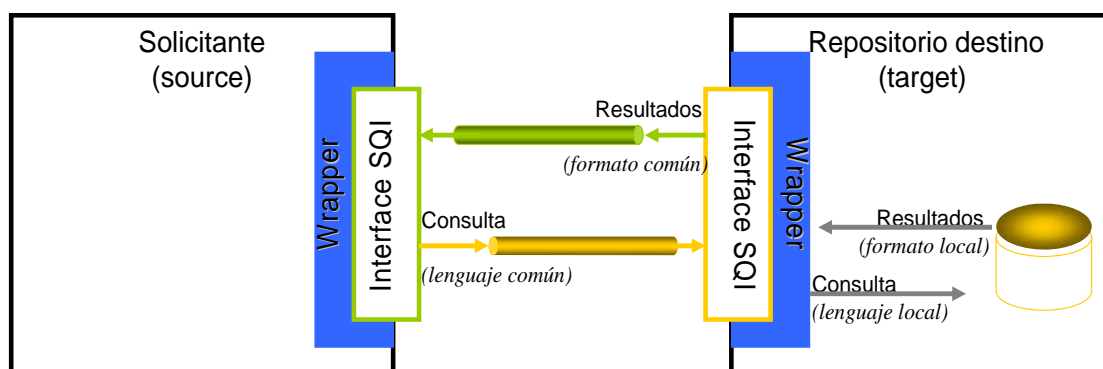 Solicitante
(source)
Repositorio destino
(target)
Wrapper
Interface SQI
Resultados
(formato común)
Consulta
(lenguaje común)
Interface SQI
Wrapper
Resultados
(formato local)
Consulta
(lenguaje local)